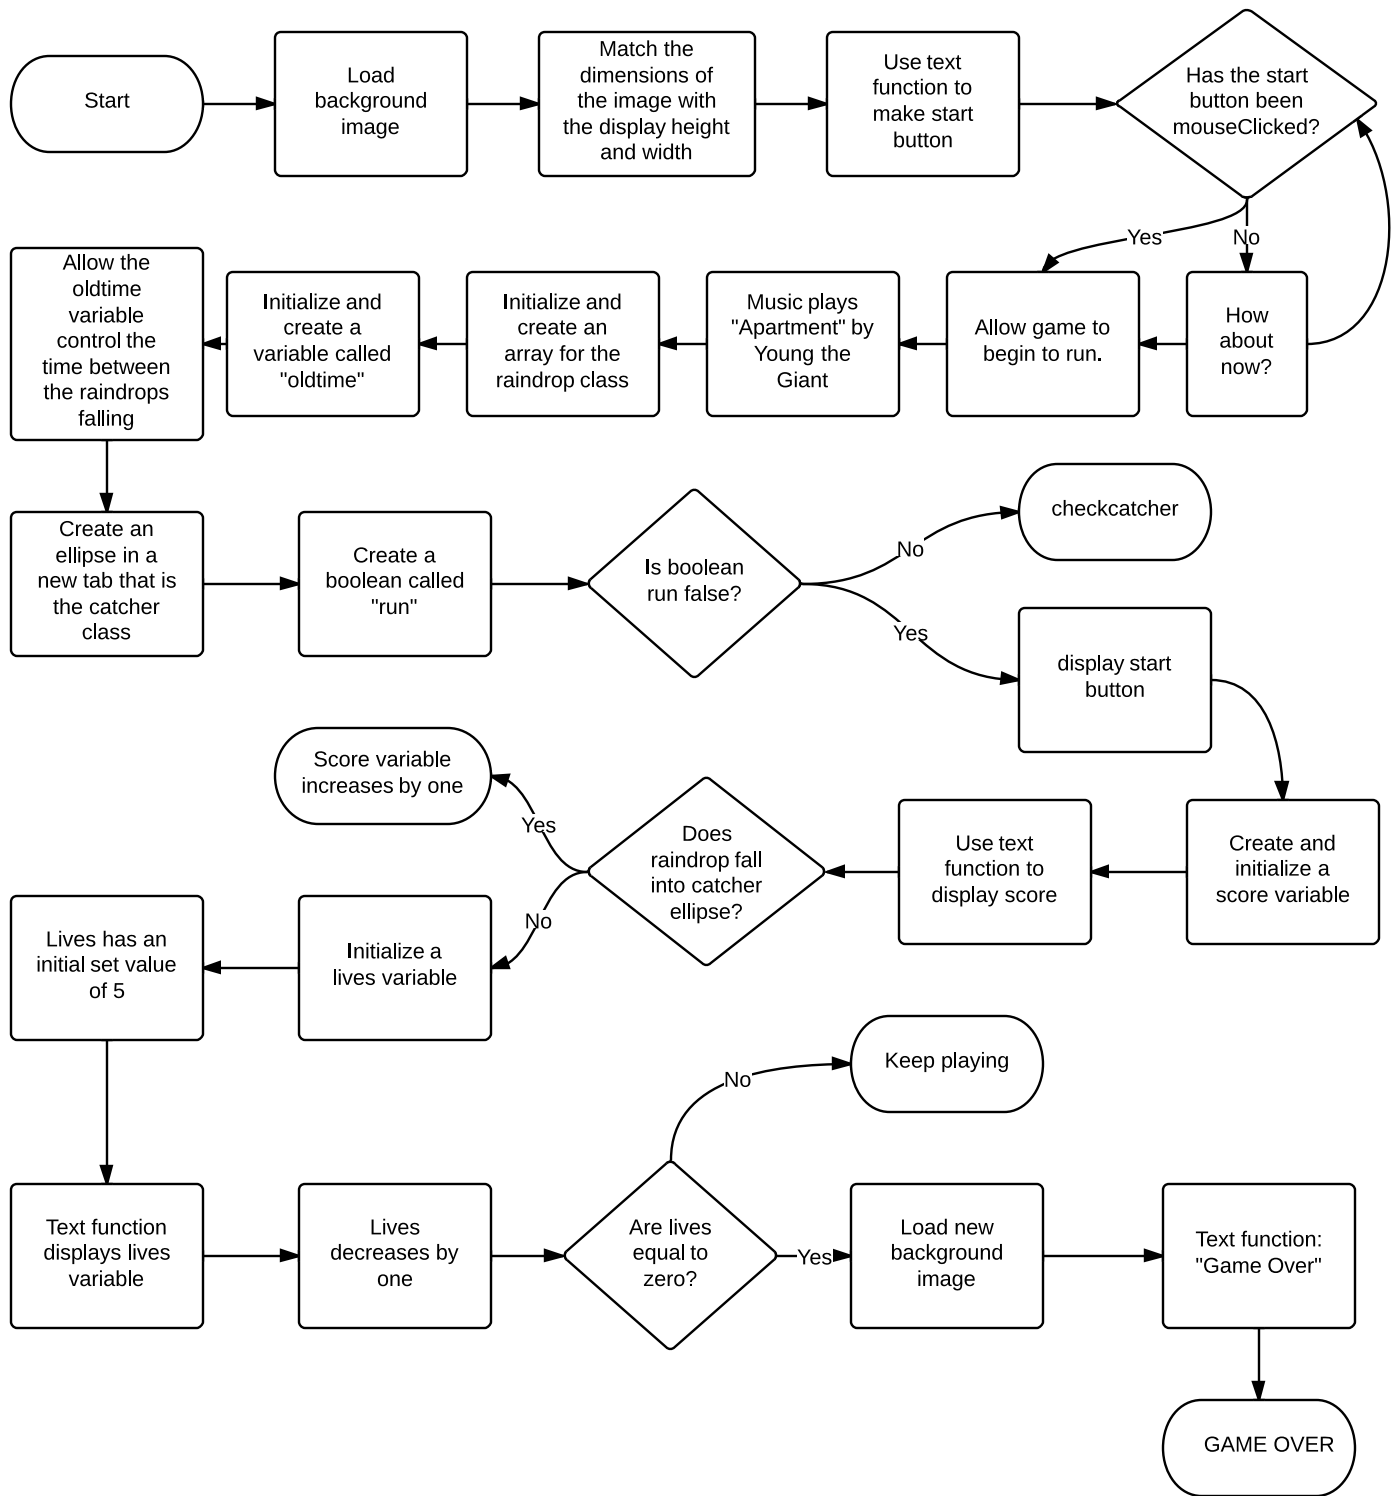 Start
Load
background
image
Match the
dimensions of
the image with
the display height
and width
Use text
function to
make start
button
Has the start
button been
mouseClicked?
Yes
No
How
about
now?
Allow game to
begin to run.
Music plays
"Apartment" by
Young the
Giant
Initialize and
create an
array for the
raindrop class
Initialize and
create a
variable called
"oldtime"
Allow the
oldtime
variable
control the
time between
the raindrops
falling
Create an
ellipse in a
new tab that is
the catcher
class
Create a
boolean called
"run"
Is boolean
run false?
No
checkcatcher
Yes
display start
button
Create and
initialize a
score variable
Use text
function to
display score
Does
raindrop fall
into catcher
ellipse?
Yes
Score variable
increases by one
No
Initialize a
lives variable
Lives has an
initial set value
of 5
Text function
displays lives
variable
Lives
decreases by
one
Are lives
equal to
zero?
No
Keep playing
Yes
Load new
background
image
Text function:
"Game Over"
GAME OVER